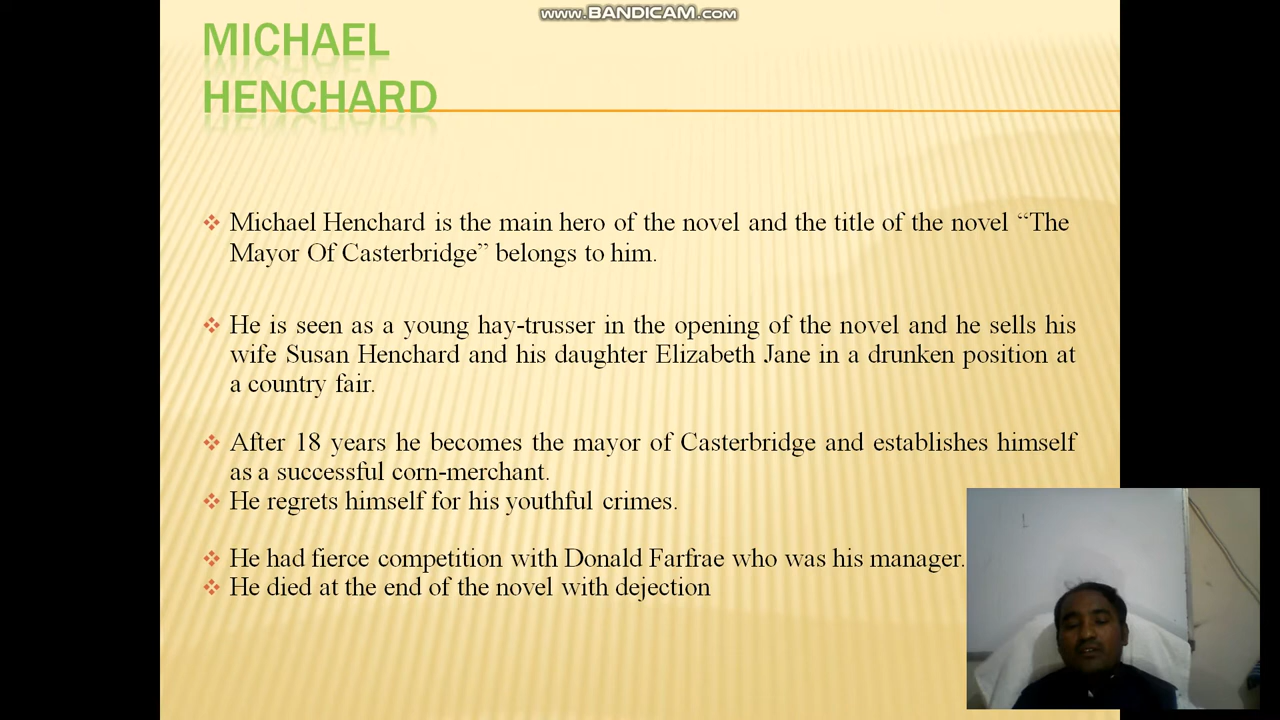 www.BANDICAM.com
MICHAEL
HENCHARD
❖ Michael Henchard is the main hero of the novel and the title of the novel “The
Mayor Of Casterbridge” belongs to him.
❖ He is seen as a young hay-trusser in the opening of the novel and he sells his
wife Susan Henchard and his daughter Elizabeth Jane in a drunken position at
a country fair.
❖ After 18 years he becomes the mayor of Casterbridge and establishes himself
as a successful corn-merchant.
❖ He regrets himself for his youthful crimes.
❖ He had fierce competition with Donald Farfrae who was his manager.
❖ He died at the end of the novel with dejection